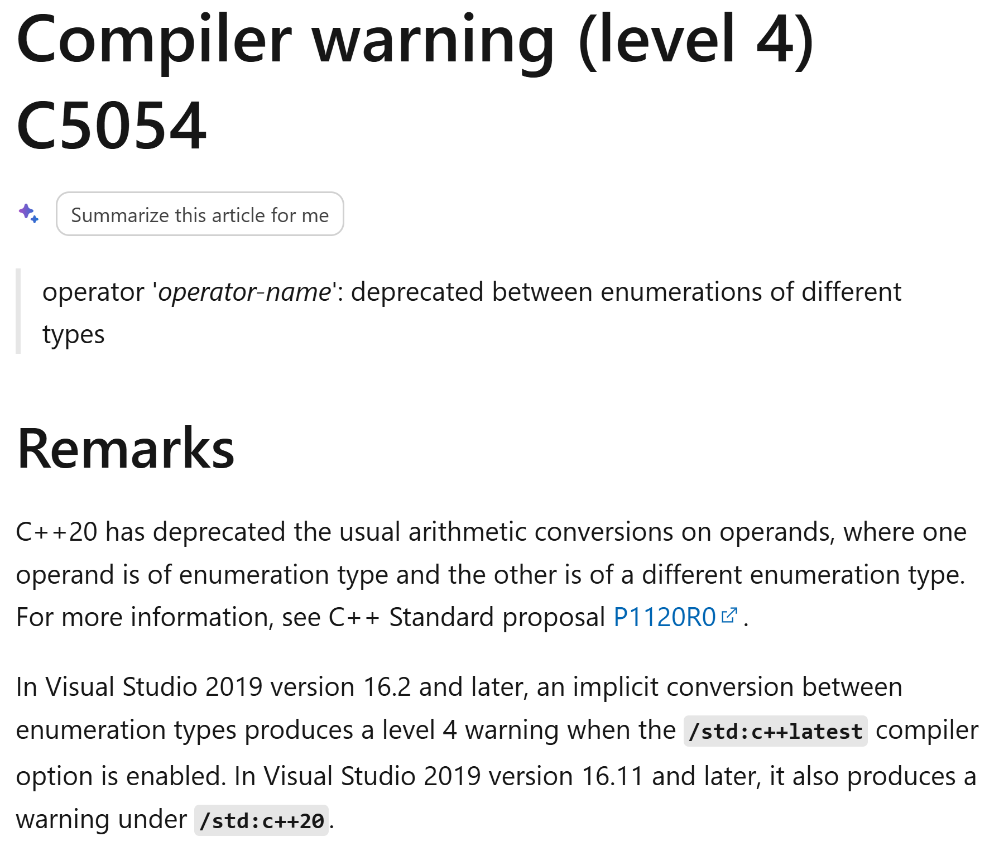 Compiler warning (level 4)
C5054
Summarize this article for me
operator 'operator-name': deprecated between enumerations of different
types
Remarks
C++20 has deprecated the usual arithmetic conversions on operands, where one
operand is of enumeration type and the other is of a different enumeration type.
For more information, see C++ Standard proposal P1120R0 .
In Visual Studio 2019 version 16.2 and later, an implicit conversion between
enumeration types produces a level 4 warning when the /std:c++latest compiler
option is enabled. In Visual Studio 2019 version 16.11 and later, it also produces a
warning under /std:c++20.